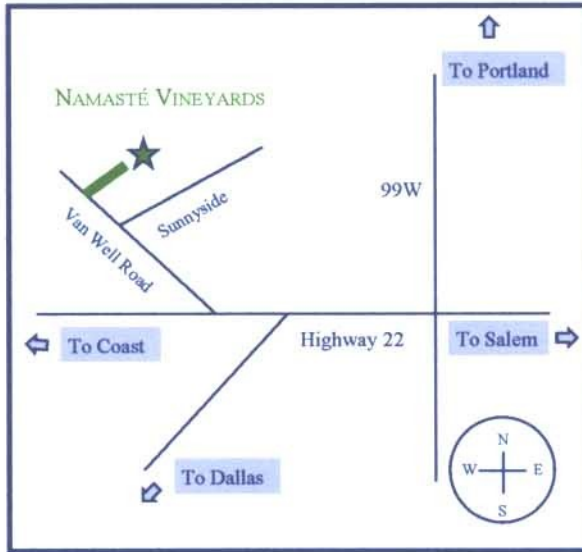 To Portland
NAMASTÉ VINEYARDS
99W
Sunnyside
Van Well Road
To Coast
Highway 22
To Salem
To Dallas
N
W E
S